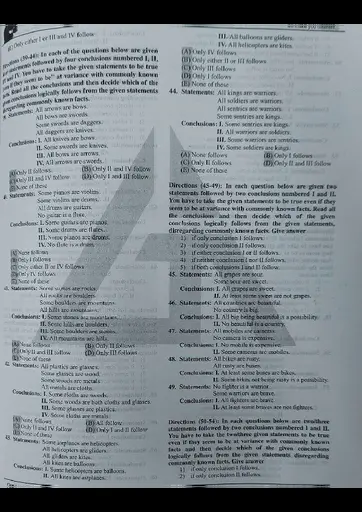 (E) Only either I or III and IV follow
Directions (39-44): In each of the questions below are given
statements followed by four conclusions numbered I, II,
You have to take the given statements to be true
even if they seem to be at variance with commonly known
Read all the conclusions and then decide which of the
conclusions logically follows from the given statements
disregarding commonly known facts.
Statements: All arrows are bows.
All bows are swords.
Some swords are daggers.
All daggers are knives.
Conclusions: I. All knives are bows
II. Some swords are knives.
III. All bows are arrows.
IV. All arrows are swords.
(A) Only II follows
(B) Only II and IV follow
(C) Only III and IV follow
(D) Only I and III follow
(E) None of these
Statements: Some pianos are violins.
Some violins are drums.
All drums are guitars.
No guitar is a flute.
Conclusions: I. Some guitars are pianos.
II. Some drums are flutes.
III. Some pianos are drums.
IV. No flute is a drum.
(A) None follows
(B) Only I follows
(C) Only either II or IV follows
(D) Only IV follows
(E) None of these
41. Statements: Some stones are rocks.
All rocks are boulders
Some boulders are mountains.
All hills are mountains.
Conclusions: I. Some stones are mountains.
II. Some hills are boulders.
III. Some boulders are stones.
IV. All mountains are hills.
(A) None follows
(B) Only II follows
(C) Only II and III follow
(D) Only III follows
(E) None of these
42. Statements: All plastics are glasses.
Some glasses are wood
Some woods are metals
All metals are cloths.
Conclusions: I. Some cloths are woods.
II. Some woods are both cloths and glasses.
III. Some glasses are plastics.
IV. Some cloths are metals.
(A) None follows
(B) All follow
(C) Only II and IV follow
(D) Only I and II follow
(E) None of these
43. Statements: Some airplanes are helicopters.
All helicopters are gliders.
All gliders are kites.
All kites are balloons.
Conclusions: I. Some helicopters are balloons.
II. All kites are airplanes.
III. All balloons are gliders.
IV. All helicopters are kites.
(A) Only IV follows
(B) Only either II or III follows
(C) Only III follows
(D) Only I follows
(E) None of these
44. Statements: All kings are warriors.
All soldiers are warriors
All sentries are warriors.
Some sentries are kings.
Conclusions: I. Some sentries are kings.
II. All warriors are soldiers.
III. Some warriors are sentries.
IV. Some soldiers are kings.
(A) None follows
(B) Only I follows
(C) Only II follows
(D) Only II and III follow
(E) None of these
Directions (45-49): In each question below are given two
statements followed by two conclusions numbered I and II.
You have to take the given statements to be true even if they
seem to be at variance with commonly known facts. Read all
the conclusions and then decide which of the given
conclusions logically follows from the given statements,
disregarding commonly known facts. Give answer
1) if only conclusion I follows.
2) if only conclusion II follows.
3) if either conclusion I or II follows.
4) if neither conclusion I nor II follows.
5) if both conclusions I and II follow.
45. Statements: All grapes are sour.
Some sour are sweet.
Conclusions: I. All grapes are sweet.
II. At least some sweet are not grapes.
46. Statements: All countries are beautiful.
No country is big.
Conclusions: I. All big being beautiful is a possibility.
II. No beautiful is a country.
47. Statements: All mobiles are cameras.
No camera is expensive.
Conclusions: I. No mobile is expensive.
II. Some cameras are mobiles.
48. Statements: All bikes are rusty.
All rusty are buses.
Conclusions: I. At least some buses are bikes.
II. Some bikes not being rusty is a possibility.
49. Statements: No fighter is a warrior.
Some warriors are brave.
Conclusions: I. All fighters are brave.
II. At least some braves are not fighters.
Directions (50-54): In each question below are two/three
statements followed by two conclusions numbered I and II.
You have to take the two/three given statements to be true
even if they seem to be at variance with commonly known
facts and then decide which of the given conclusions
logically follows from the given statements disregarding
commonly known facts. Give answer
1) if only conclusion I follows.
2) if only conclusion II follows.